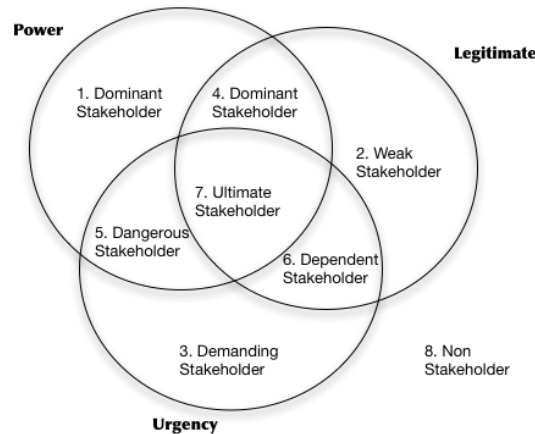 Power
Legitimate
1. Dominant
Stakeholder
4. Dominant
Stakeholder
2. Weak
Stakeholder
7. Ultimate
Stakeholder
5. Dangerous
Stakeholder
6. Dependent
Stakeholder
3. Demanding
Stakeholder
8. Non
Stakeholder
Urgency